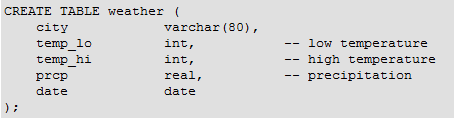 CREATE TABLE weather (
    city            varchar(80),
    temp_lo         int,           -- low temperature
    temp_hi         int,           -- high temperature
    prcp            real,          -- precipitation
    date            date
);